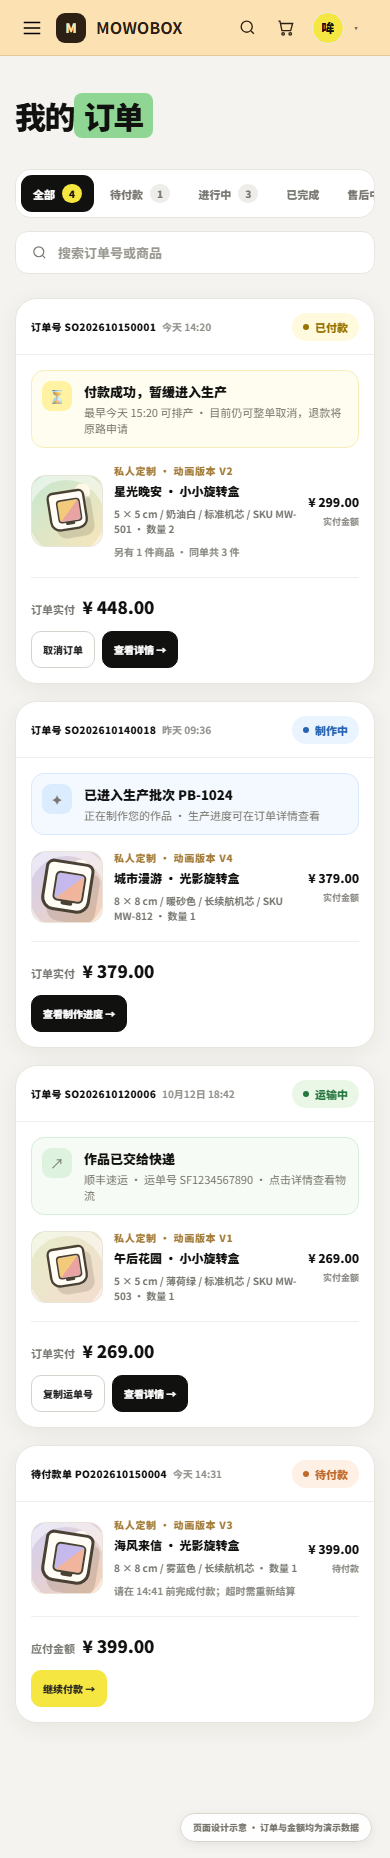 M MOWOBOX 哞
我的 订单
全部 4 待付款 1 进行中 3 已完成 售后
搜索订单号或商品
订单号 SO202610150001 今天 14:20 已付款
付款成功，暂缓进入生产
最早今天 15:20 可排产 · 目前仍可整单取消，退款将
原路申请
私人定制 · 动画版本 V2
星光晚安 · 小小旋转盒
5 × 5 cm / 奶油白 / 标准机芯 / SKU MW-
501 · 数量 2
另有 1 件商品 · 同单共 3 件
¥ 299.00
实付金额
订单实付 ¥ 448.00
取消订单 查看详情 →
订单号 SO202610140018 昨天 09:36 制作中
已进入生产批次 PB-1024
正在制作您的作品 · 生产进度可在订单详情查看
私人定制 · 动画版本 V4
城市漫游 · 光影旋转盒
8 × 8 cm / 暖砂色 / 长续航机芯 / SKU
MW-812 · 数量 1
¥ 379.00
实付金额
订单实付 ¥ 379.00
查看制作进度 →
订单号 SO202610120006 10月12日 18:42 运输中
作品已交给快递
顺丰速运 · 运单号 SF1234567890 · 点击详情查看物
流
私人定制 · 动画版本 V1
午后花园 · 小小旋转盒
5 × 5 cm / 薄荷绿 / 标准机芯 / SKU MW-
503 · 数量 1
¥ 269.00
实付金额
订单实付 ¥ 269.00
复制运单号 查看详情 →
待付款单 PO202610150004 今天 14:31 待付款
私人定制 · 动画版本 V3
海风来信 · 光影旋转盒
8 × 8 cm / 雾蓝色 / 长续航机芯 · 数量 1
请在 14:41 前完成付款；超时需重新结算
¥ 399.00
待付款
应付金额 ¥ 399.00
继续付款 →
页面设计示意 · 订单与金额均为演示数据